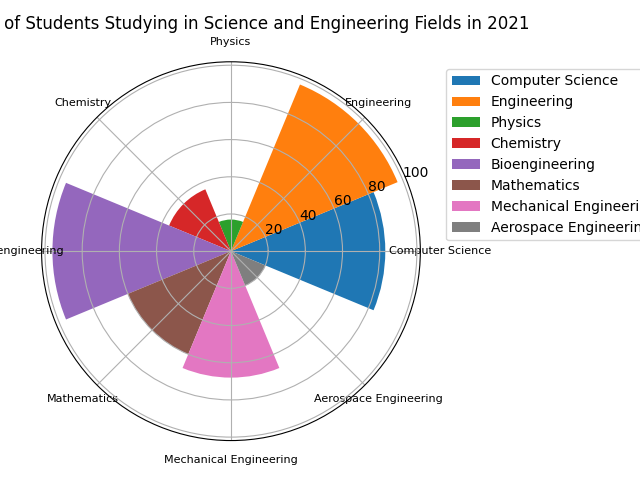 of Students Studying in Science and Engineering Fields in 2021
Physics
Chemistry
Engineering
engineering
Computer Science
Mathematics
Aerospace Engineering
Mechanical Engineering
20
40
60
80
100
Computer Science
Engineering
Physics
Chemistry
Bioengineering
Mathematics
Mechanical Engineeri
Aerospace Engineerin